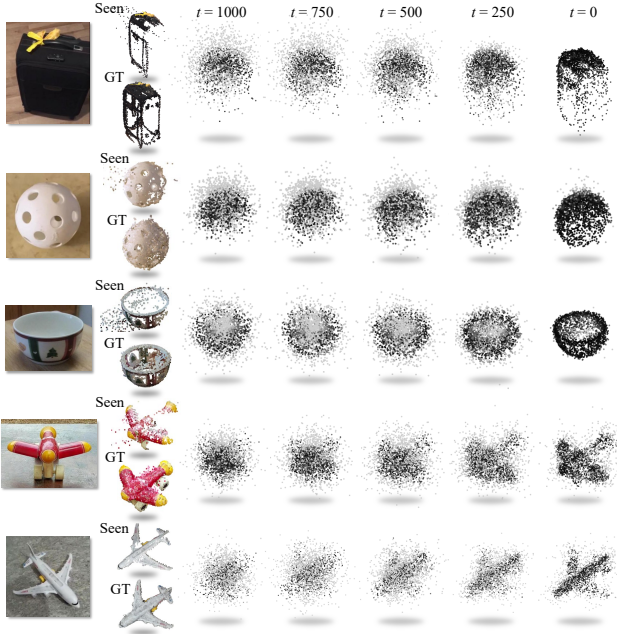 Seen t = 1000 t = 750 t = 500 t = 250 t = 0
GT
Seen
GT
Seen
GT
Seen
GT
Seen
GT